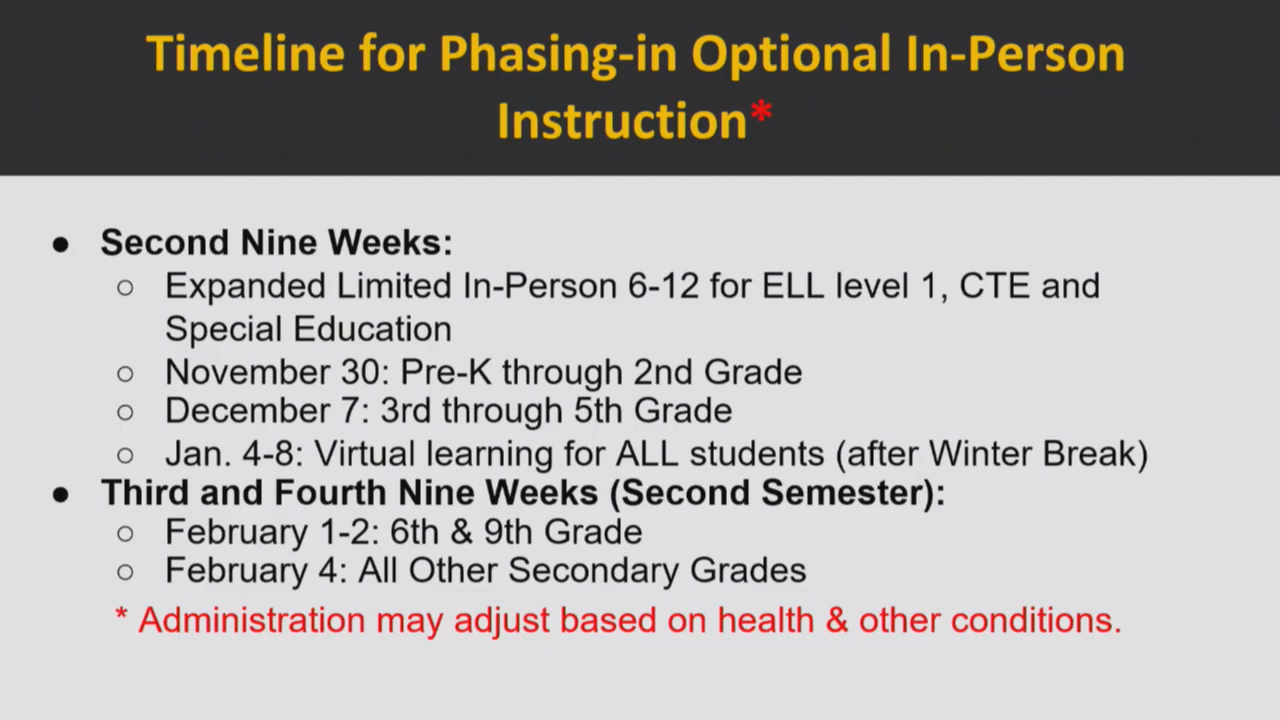 Timeline for Phasing-in Optional In-Person
Instruction*
● Second Nine Weeks:
○ Expanded Limited In-Person 6-12 for ELL level 1, CTE and
Special Education
○ November 30: Pre-K through 2nd Grade
○ December 7: 3rd through 5th Grade
○ Jan. 4-8: Virtual learning for ALL students (after Winter Break)
● Third and Fourth Nine Weeks (Second Semester):
○ February 1-2: 6th & 9th Grade
○ February 4: All Other Secondary Grades
* Administration may adjust based on health & other conditions.